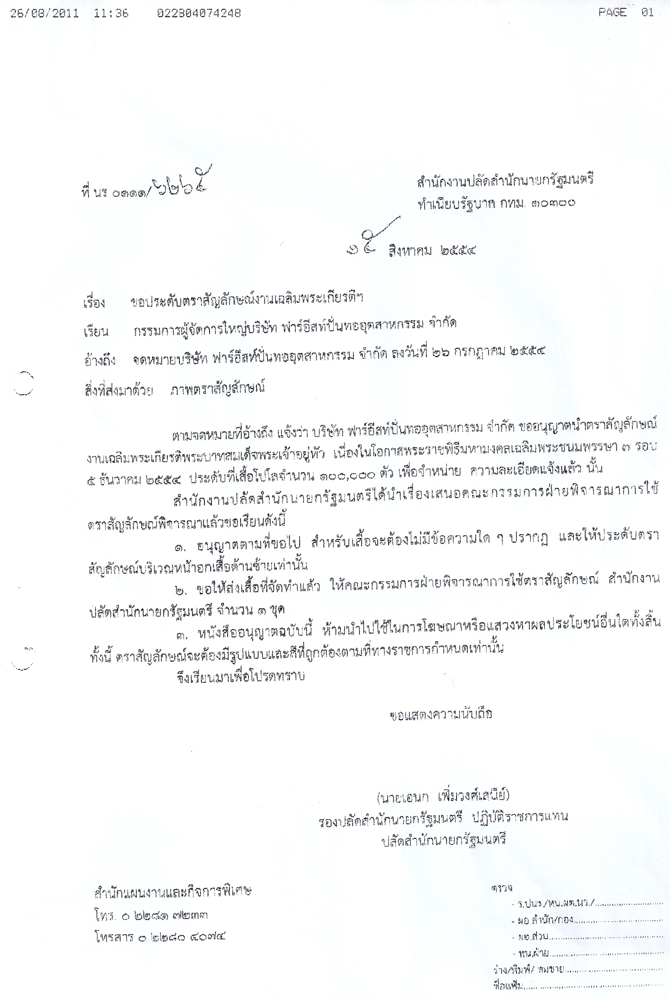 26/08/2011 11:36 022804074248 PAGE 01
ที่ นร ๐๑๑๑/๖๒๖๕
สำนักงานปลัดสำนักนายกรัฐมนตรี
ทำเนียบรัฐบาล กทม. ๑๐๓๐๐
๑๕ สิงหาคม ๒๕๕๔
เรื่อง ขอประดับตราสัญลักษณ์งานเฉลิมพระเกียรติฯ
เรียน กรรมการผู้จัดการใหญ่บริษัท ฟาร์อีสท์ปั่นทออุตสาหกรรม จำกัด
อ้างถึง จดหมายบริษัท ฟาร์อีสท์ปั่นทออุตสาหกรรม จำกัด ลงวันที่ ๒๖ กรกฎาคม ๒๕๕๔
สิ่งที่ส่งมาด้วย ภาพตราสัญลักษณ์
ตามจดหมายที่อ้างถึง แจ้งว่า บริษัท ฟาร์อีสท์ปั่นทออุตสาหกรรม จำกัด ขออนุญาตนำตราสัญลักษณ์
งานเฉลิมพระเกียรติพระบาทสมเด็จพระเจ้าอยู่หัว เนื่องในโอกาสพระราชพิธีมหามงคลเฉลิมพระชนมพรรษา ๗ รอบ
๕ ธันวาคม ๒๕๕๔ ประดับที่เสื้อโปโลจำนวน ๑๐๐,๐๐๐ ตัว เพื่อจำหน่าย ความละเอียดแจ้งแล้ว นั้น
สำนักงานปลัดสำนักนายกรัฐมนตรีได้นำเรื่องเสนอคณะกรรมการฝ่ายพิจารณาการใช้
ตราสัญลักษณ์พิจารณาแล้วขอเรียนดังนี้
๑. อนุญาตตามที่ขอไป สำหรับเสื้อจะต้องไม่มีข้อความใด ๆ ปรากฏ และให้ประดับตรา
สัญลักษณ์บริเวณหน้าอกเสื้อด้านซ้ายเท่านั้น
๒. ขอให้ส่งเสื้อที่จัดทำแล้ว ให้คณะกรรมการฝ่ายพิจารณาการใช้ตราสัญลักษณ์ สำนักงาน
ปลัดสำนักนายกรัฐมนตรี จำนวน ๑ ชุด
๓. หนังสืออนุญาตฉบับนี้ ห้ามนำไปใช้ในการโฆษณาหรือแสวงหาผลประโยชน์อื่นใดทั้งสิ้น
ทั้งนี้ ตราสัญลักษณ์จะต้องมีรูปแบบและสีที่ถูกต้องตามที่ทางราชการกำหนดเท่านั้น
จึงเรียนมาเพื่อโปรดทราบ
ขอแสดงความนับถือ
(นายเอนก เพิ่มวงศ์เสนีย์)
รองปลัดสำนักนายกรัฐมนตรี ปฏิบัติราชการแทน
ปลัดสำนักนายกรัฐมนตรี
สำนักแผนงานและกิจการพิเศษ
โทร. ๐ ๒๒๘๑ ๗๒๓๓
โทรสาร ๐ ๒๒๘๐ ๔๐๗๔
ตรวจ
- ร.ปนร./หน.ผต.นร./..........................
- ผอ.สำนัก/กอง..........................
- ผอ.ส่วน..........................
- หน.ฝ่าย..........................
ร่าง/พิมพ์/ สมชาย..........................
ชื่อแฟ้ม..........................